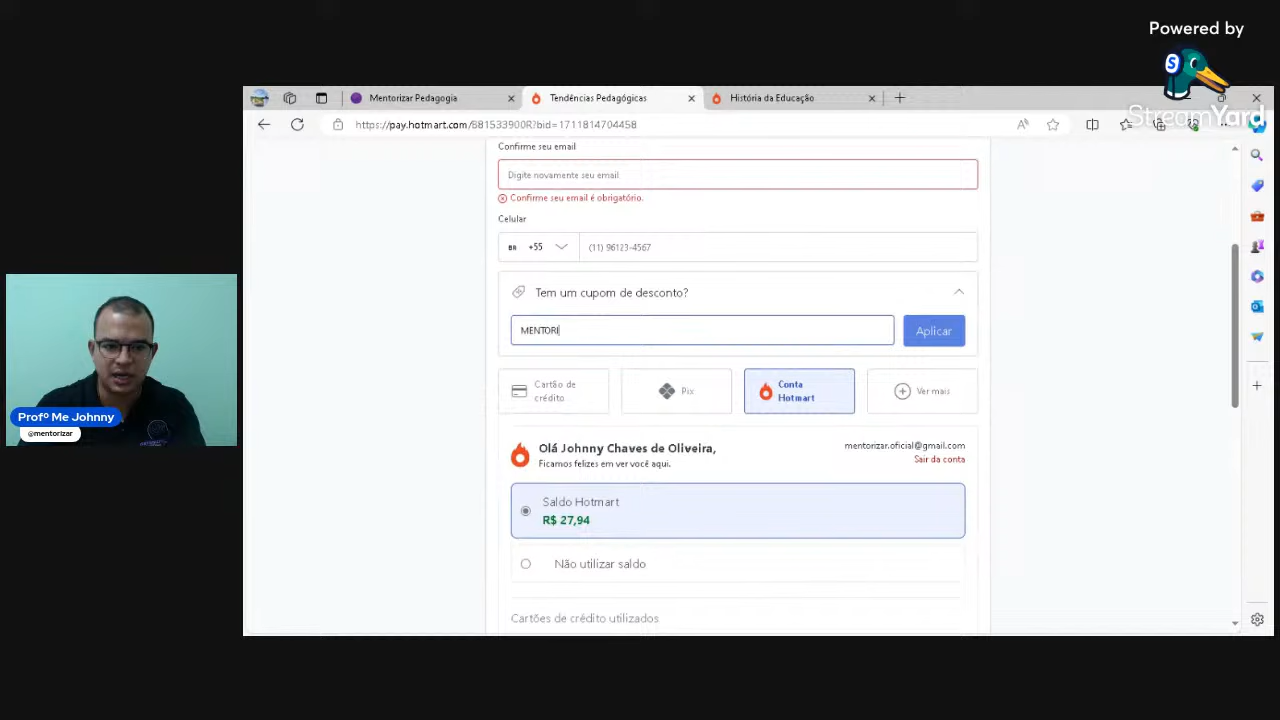 Powered by
StreamYard
Mentorizar Pedagogia
Tendências Pedagógicas
História da Educação
https://pay.hotmart.com/881533900R?bid=1711814704458
Confirme seu email
Digite novamente seu email
Confirme seu email é obrigatório.
Celular
BR +55 (11) 96123-4567
Tem um cupom de desconto?
MENTORI
Aplicar
Cartão de
crédito
Pix
Conta
Hotmart
Ver mais
Olá Johnny Chaves de Oliveira,
Ficamos felizes em ver você aqui.
mentorizar.oficial@gmail.com
Sair da conta
Saldo Hotmart
R$ 27,94
Não utilizar saldo
Cartões de crédito utilizados
Profº Me Johnny
@mentorizar